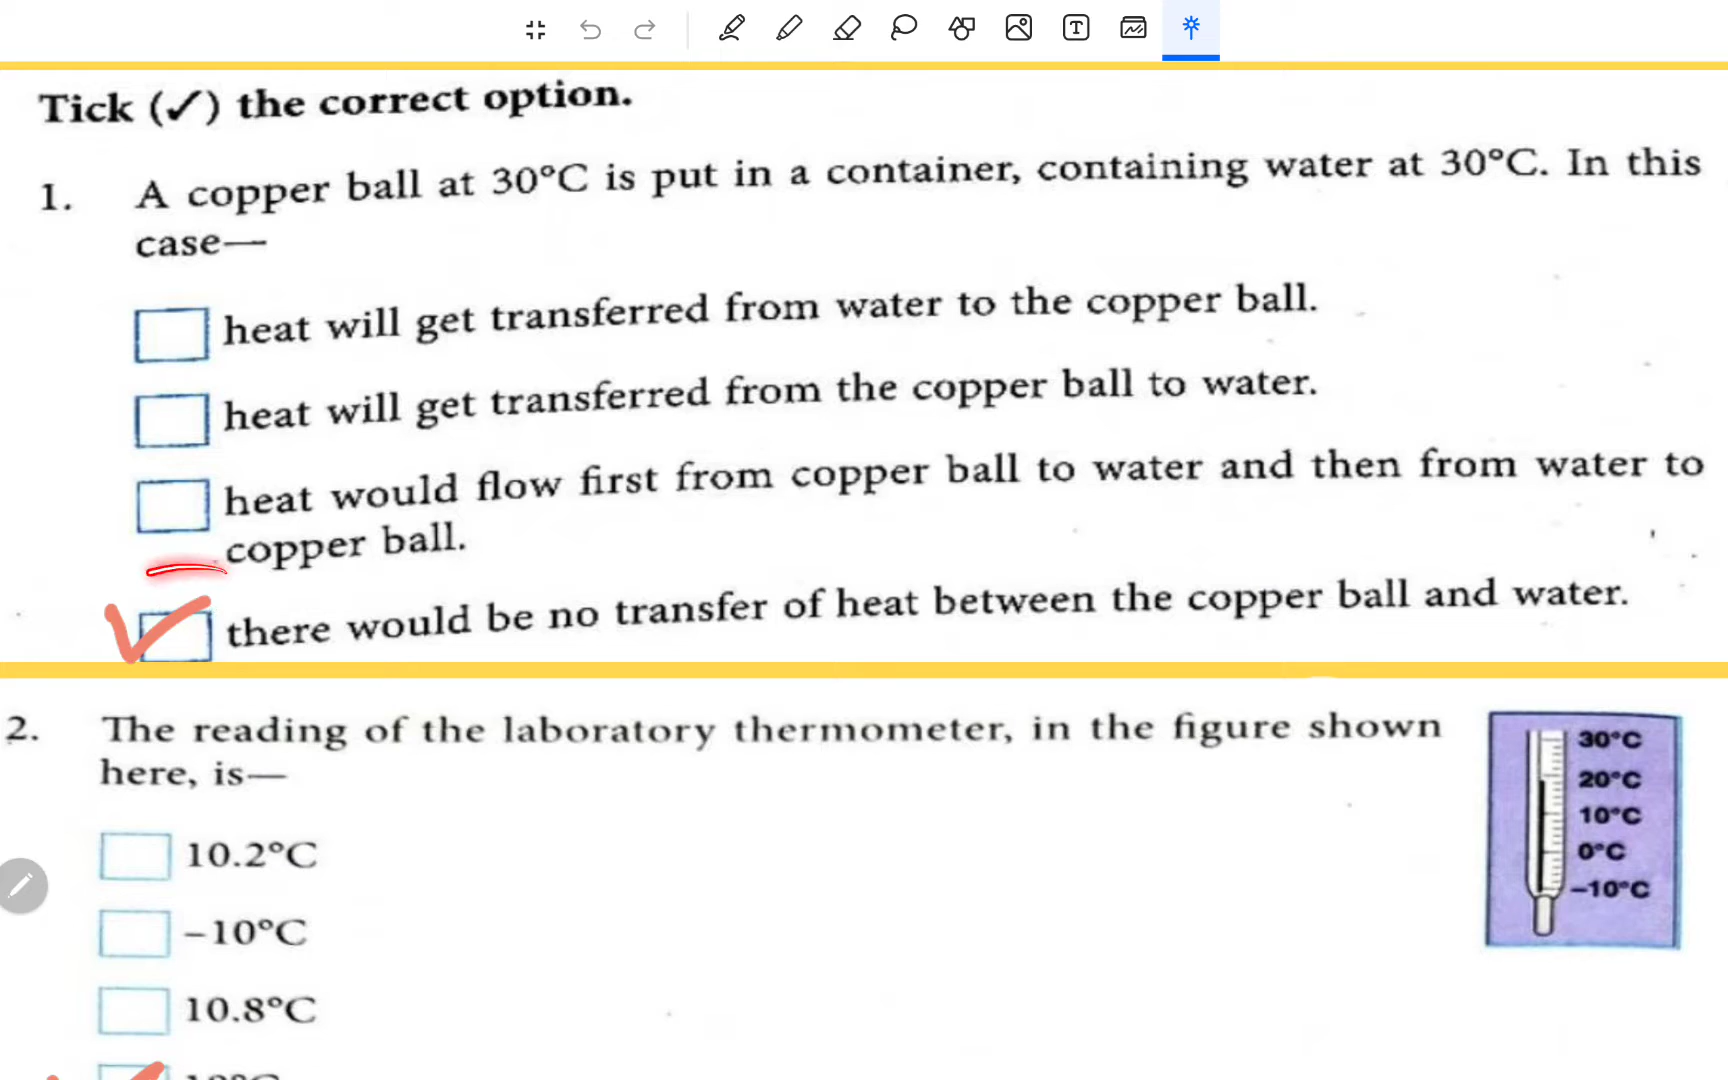 Tick (✓) the correct option.
1. A copper ball at 30°C is put in a container, containing water at 30°C. In this
case—
heat will get transferred from water to the copper ball.
heat will get transferred from the copper ball to water.
heat would flow first from copper ball to water and then from water to
copper ball.
there would be no transfer of heat between the copper ball and water.
2. The reading of the laboratory thermometer, in the figure shown
here, is—
30°C
20°C
10°C
0°C
–10°C
10.2°C
–10°C
10.8°C